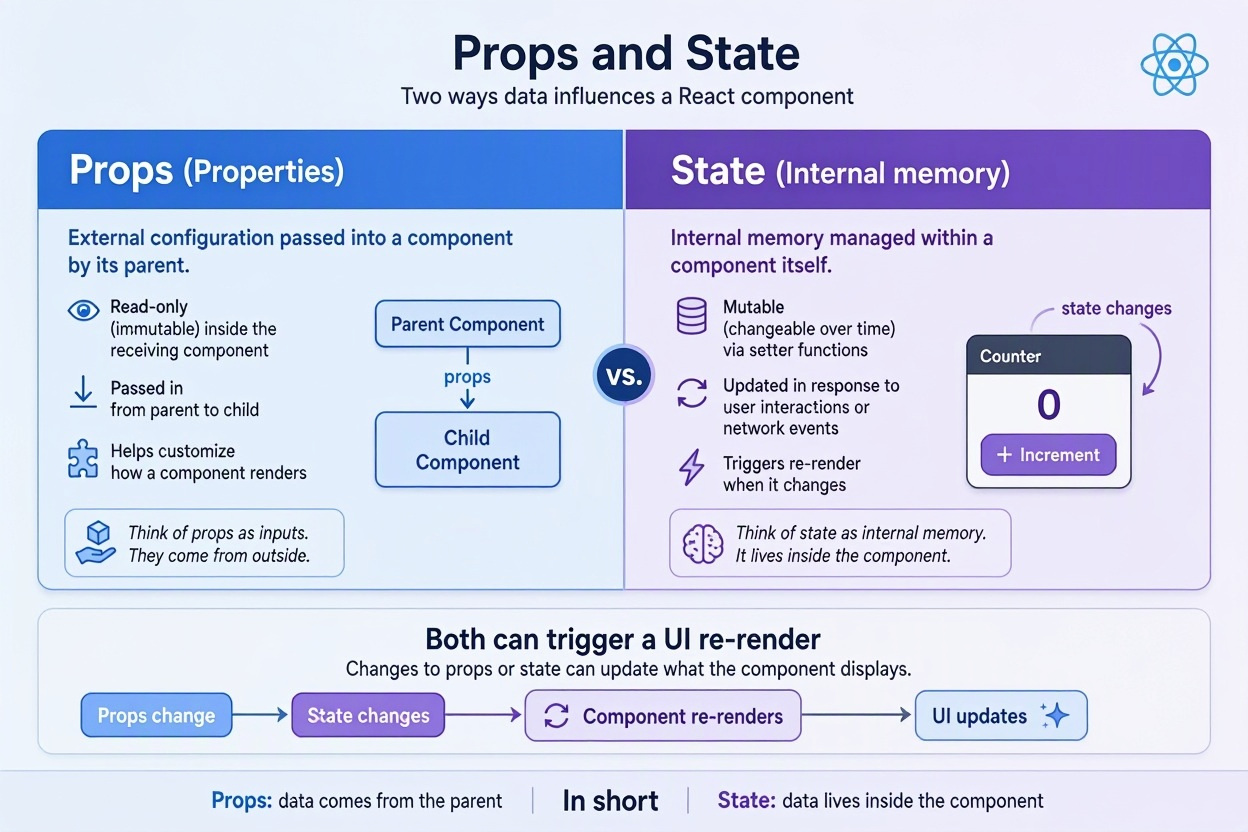 Props and State
Two ways data influences a React component
Props (Properties)
External configuration passed into a component
by its parent.
Read-only
(immutable) inside the
receiving component
Passed in
from parent to child
Helps customize
how a component renders
Parent Component
props
Child
Component
Think of props as inputs.
They come from outside.
vs.
State (Internal memory)
Internal memory managed within a
component itself.
Mutable
(changeable over time)
via setter functions
Updated in response to
user interactions or
network events
Triggers re-render
when it changes
state changes
Counter
0
+ Increment
Think of state as internal memory.
It lives inside the component.
Both can trigger a UI re-render
Changes to props or state can update what the component displays.
Props change
State changes
Component re-renders
UI updates
Props: data comes from the parent
In short
State: data lives inside the component